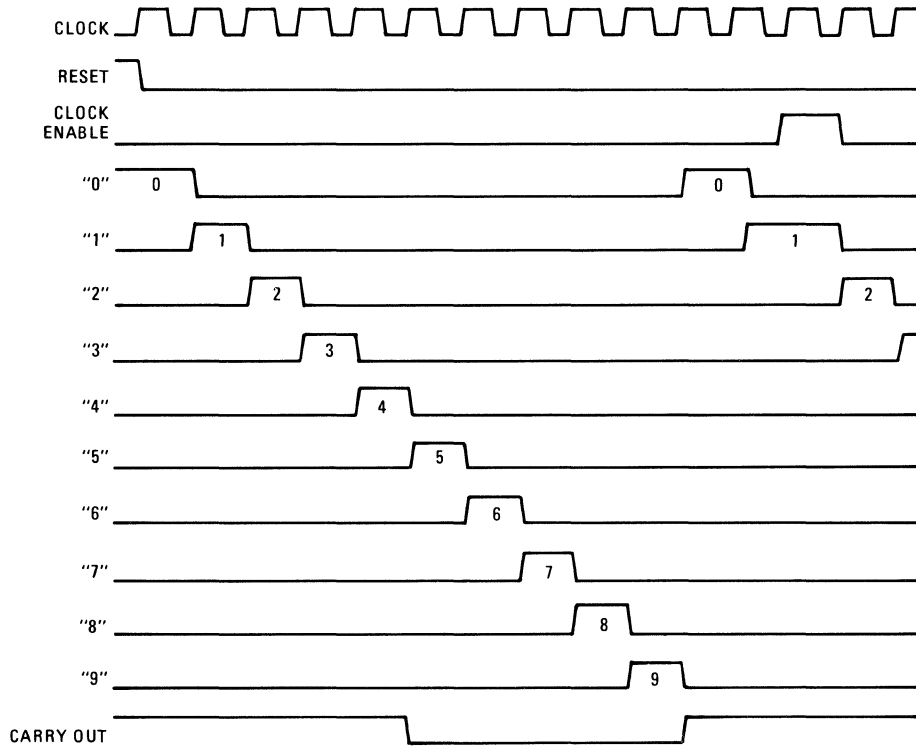 CLOCK
RESET
CLOCK
ENABLE
"0" 0 0
"1" 1 1
"2" 2 2
"3" 3
"4" 4
"5" 5
"6" 6
"7" 7
"8" 8
"9" 9
CARRY OUT